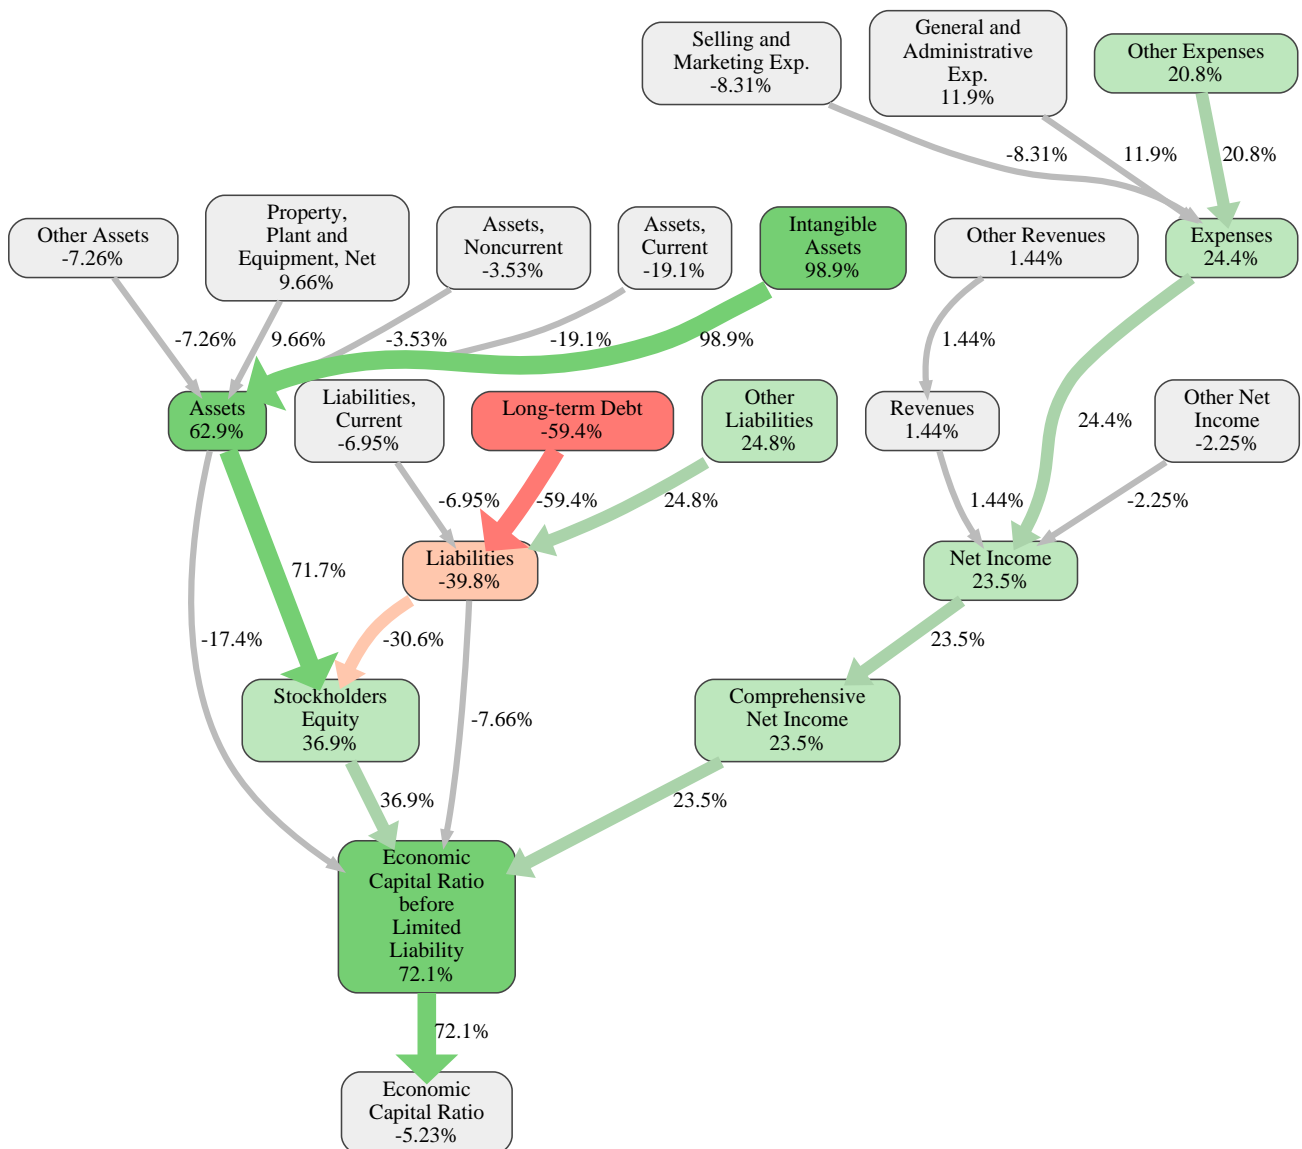 Selling and
Marketing Exp.
-8.31%
General and
Administrative
Exp.
11.9%
Other Expenses
20.8%
-8.31%
11.9%
20.8%
Other Assets
-7.26%
Property,
Plant and
Equipment, Net
9.66%
Assets,
Noncurrent
-3.53%
Assets,
Current
-19.1%
Intangible
Assets
98.9%
Other Revenues
1.44%
Expenses
24.4%
-7.26%
9.66%
-3.53%
-19.1%
98.9%
1.44%
24.4%
Assets
62.9%
Liabilities,
Current
-6.95%
Long-term Debt
-59.4%
Other
Liabilities
24.8%
Revenues
1.44%
Other Net
Income
-2.25%
71.7%
-6.95%
-59.4%
24.8%
1.44%
-2.25%
Liabilities
-39.8%
Net Income
23.5%
-17.4%
-30.6%
23.5%
Stockholders
Equity
36.9%
-7.66%
Comprehensive
Net Income
23.5%
36.9%
23.5%
Economic
Capital Ratio
before
Limited
Liability
72.1%
72.1%
Economic
Capital Ratio
-5.23%